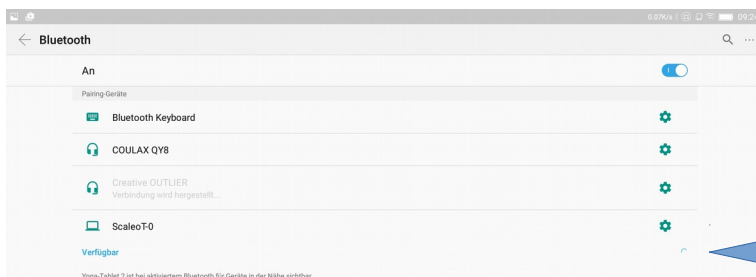 0.07K/s 09:24
Bluetooth
An
Pairing-Geräte
Bluetooth Keyboard
COULAX QY8
Creative OUTLIER
Verbindung wird hergestellt...
ScaleoT-0
Verfügbar
Yoga-Tablet 2 ist bei aktiviertem Bluetooth für Geräte in der Nähe sichtbar.